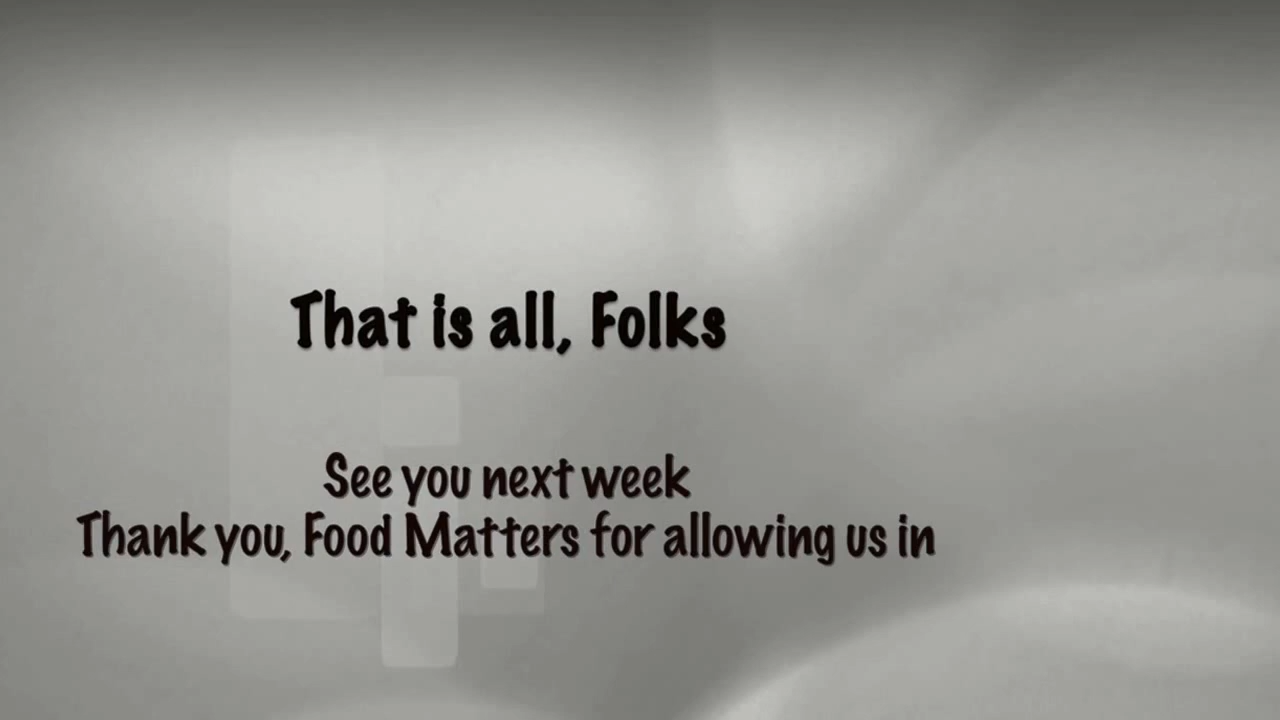 That is all, Folks
See you next week
Thank you, Food Matters for allowing us in